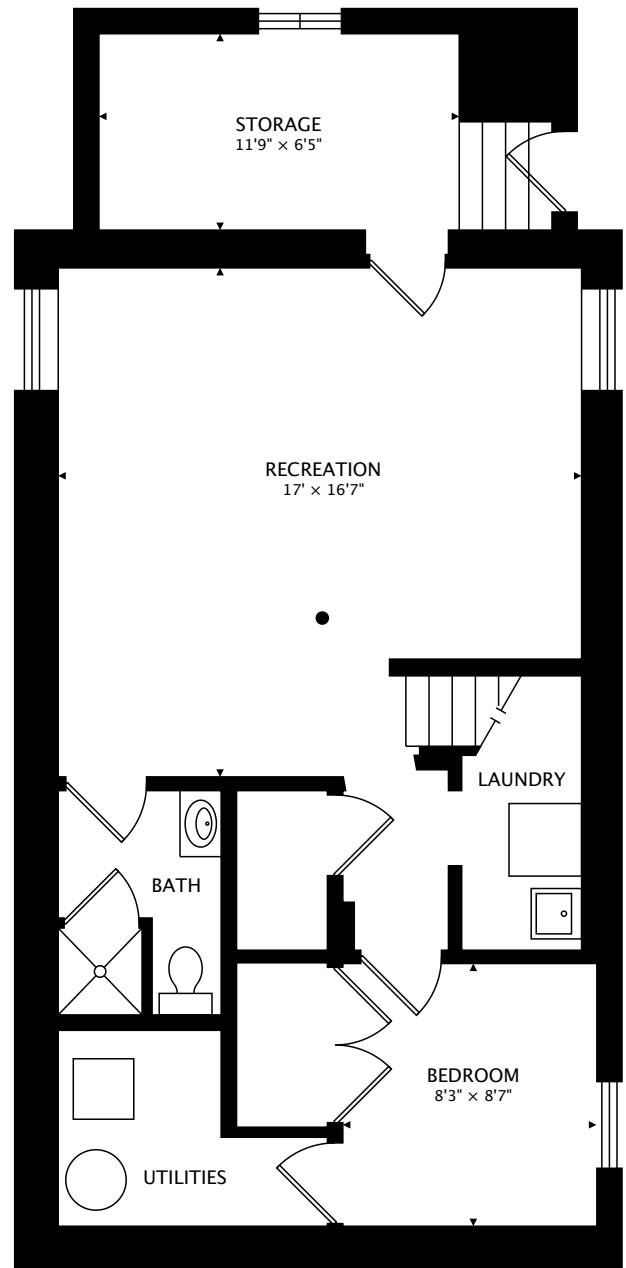 STORAGE
11'9" × 6'5"
RECREATION
17' × 16'7"
LAUNDRY
BATH
BEDROOM
8'3" × 8'7"
UTILITIES